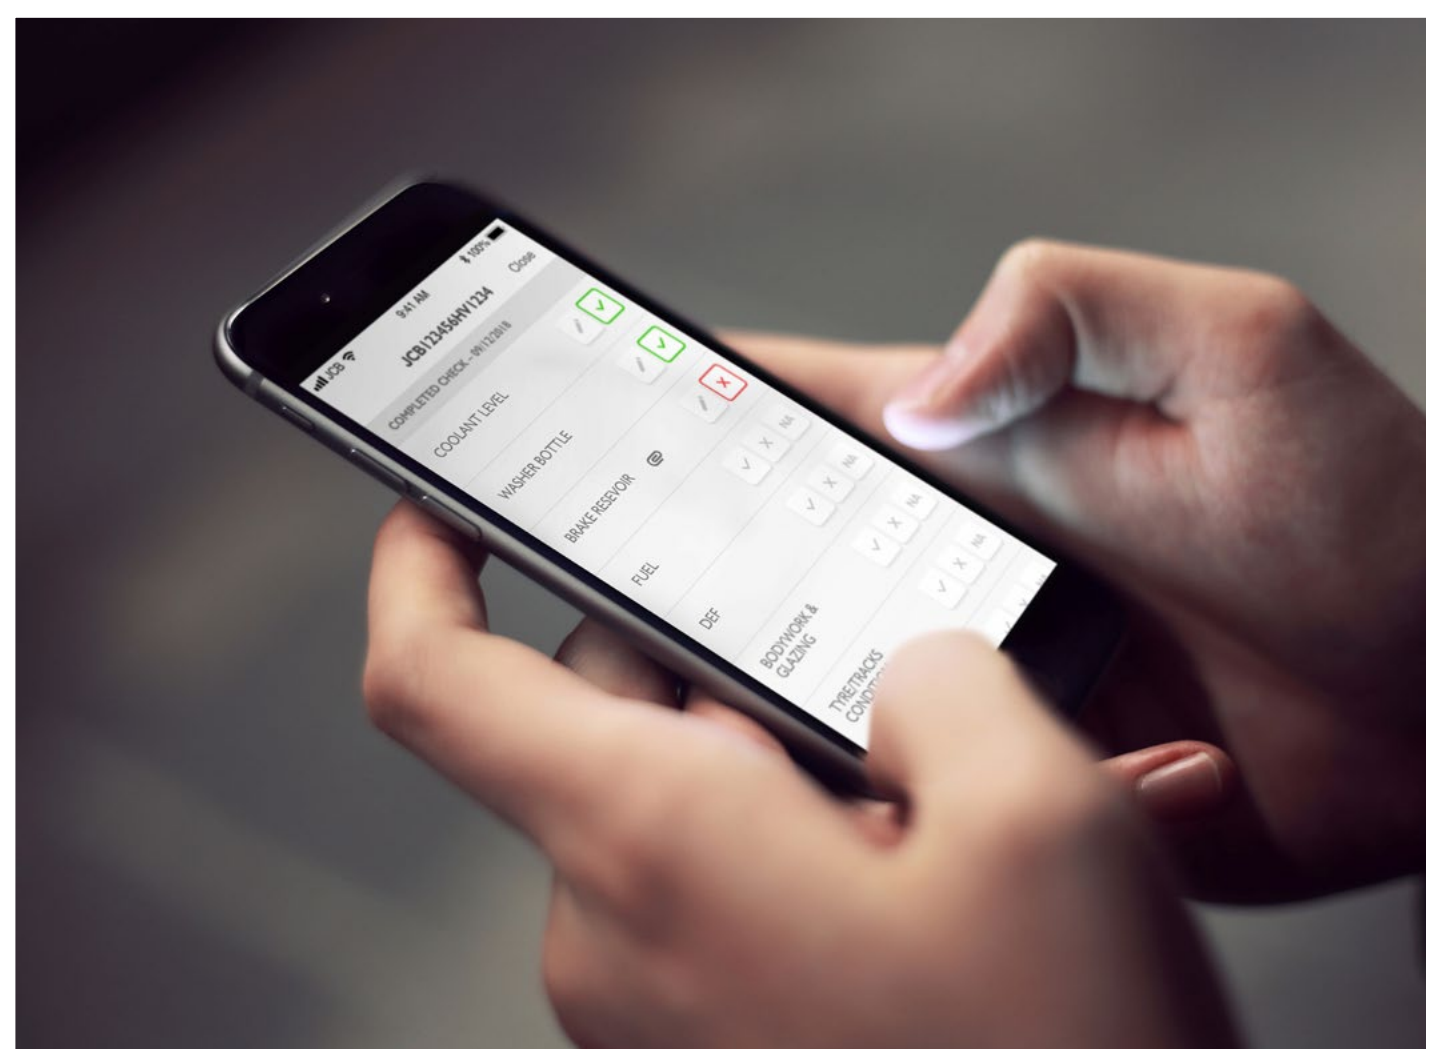 JCB 9:41 AM 100%
JCB123456HV1234 Close
COMPLETED CHECK - 09/12/2018
COOLANT LEVEL
WASHER BOTTLE
BRAKE RESEVOIR
FUEL NA
DEF NA
BODYWORK & NA
GLAZING
TYRE/TRACKS NA